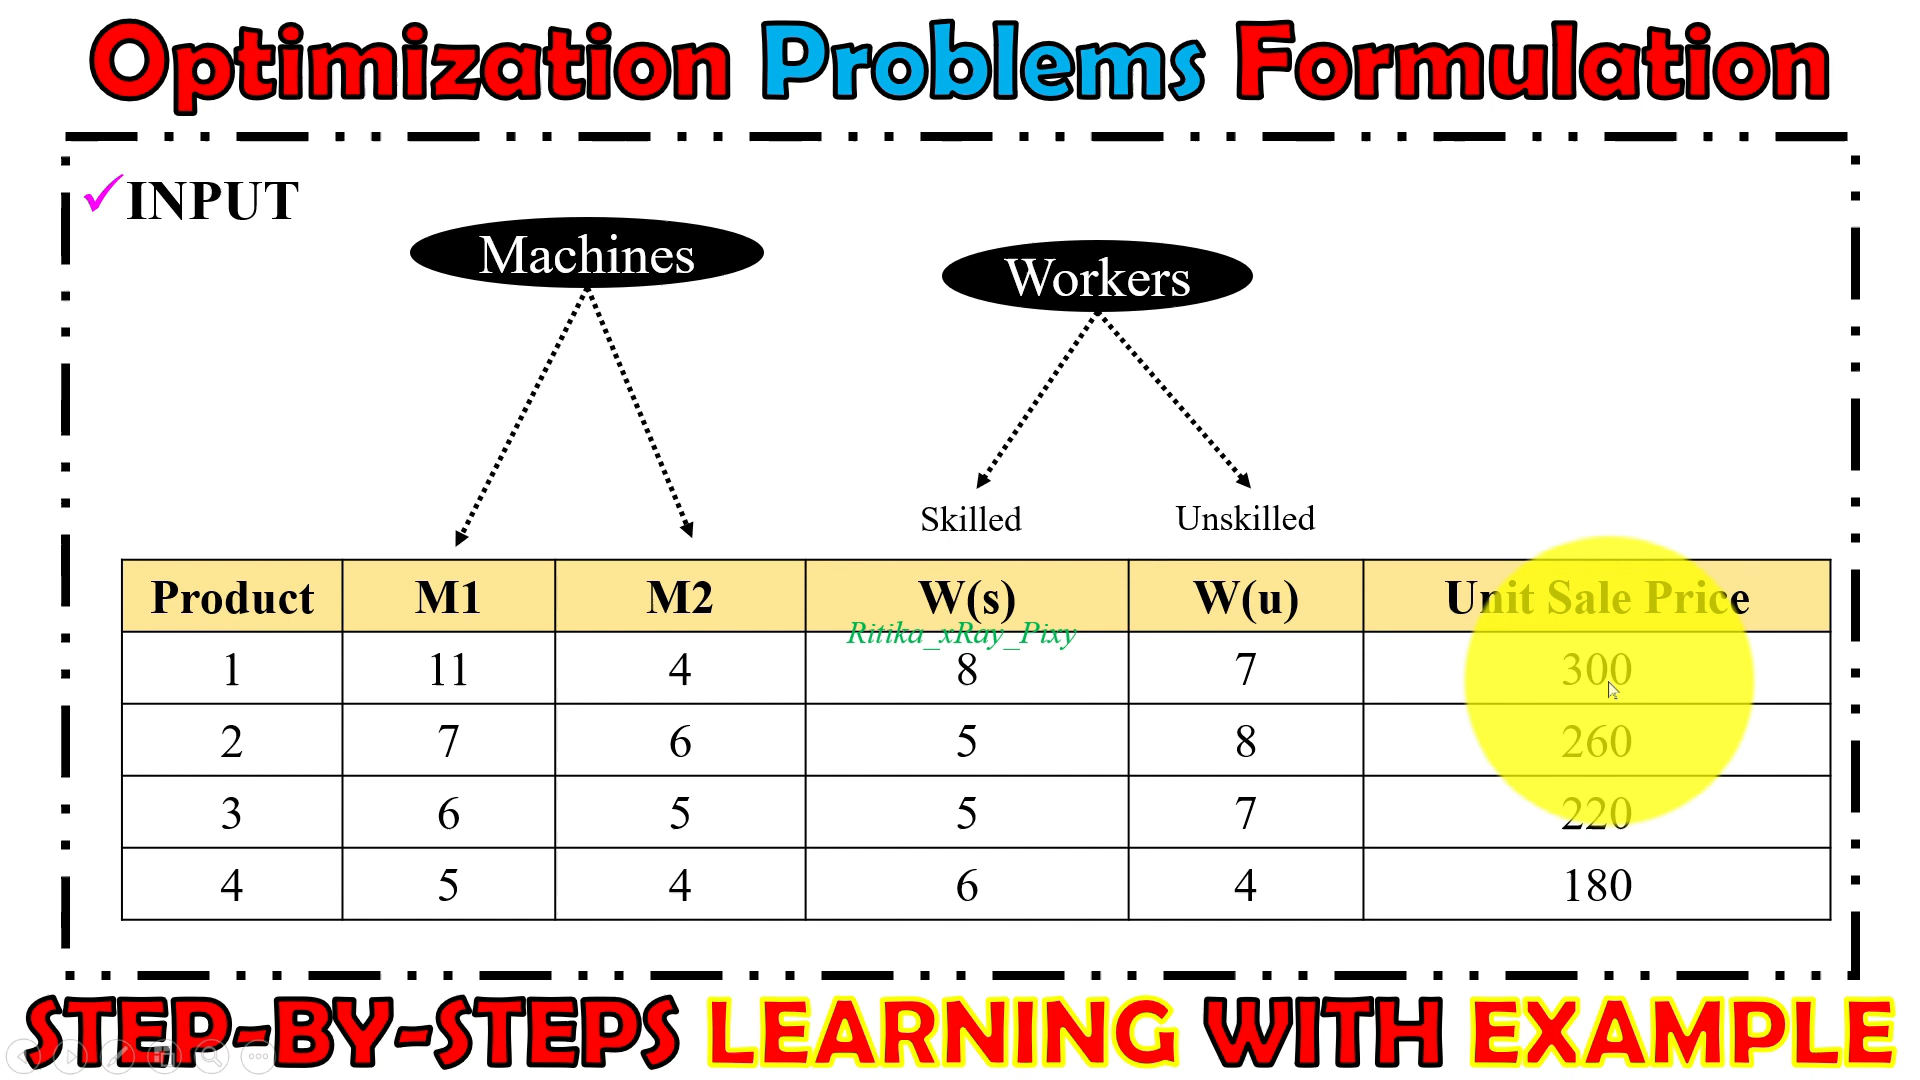 Optimization Problems Formulation
✓INPUT
Machines
Workers
Skilled Unskilled
Product M1 M2 W(s) W(u) Unit Sale Price
Ritika_xRay_Pixy
1 11 4 8 7 300
2 7 6 5 8 260
3 6 5 5 7 220
4 5 4 6 4 180
STEP-BY-STEPS LEARNING WITH EXAMPLE